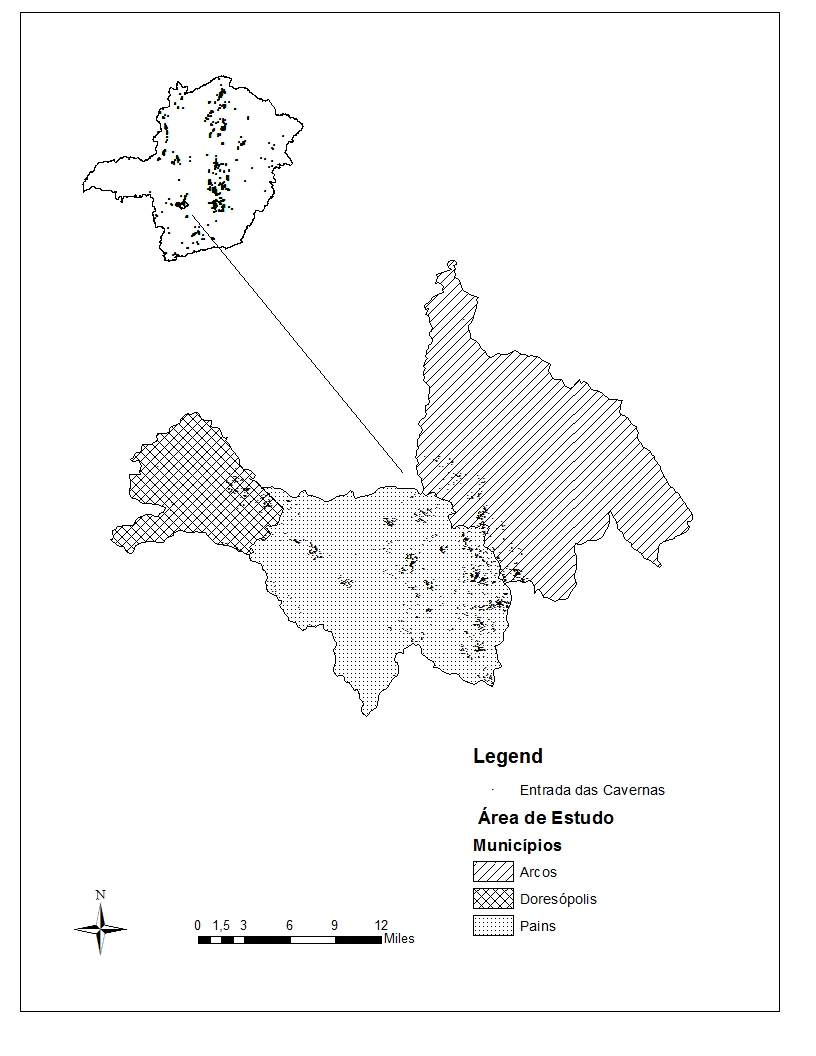 Legend
Entrada das Cavernas
Área de Estudo
Municípios
Arcos
Doresópolis
Pains
N
0 1,5 3 6 9 12
Miles